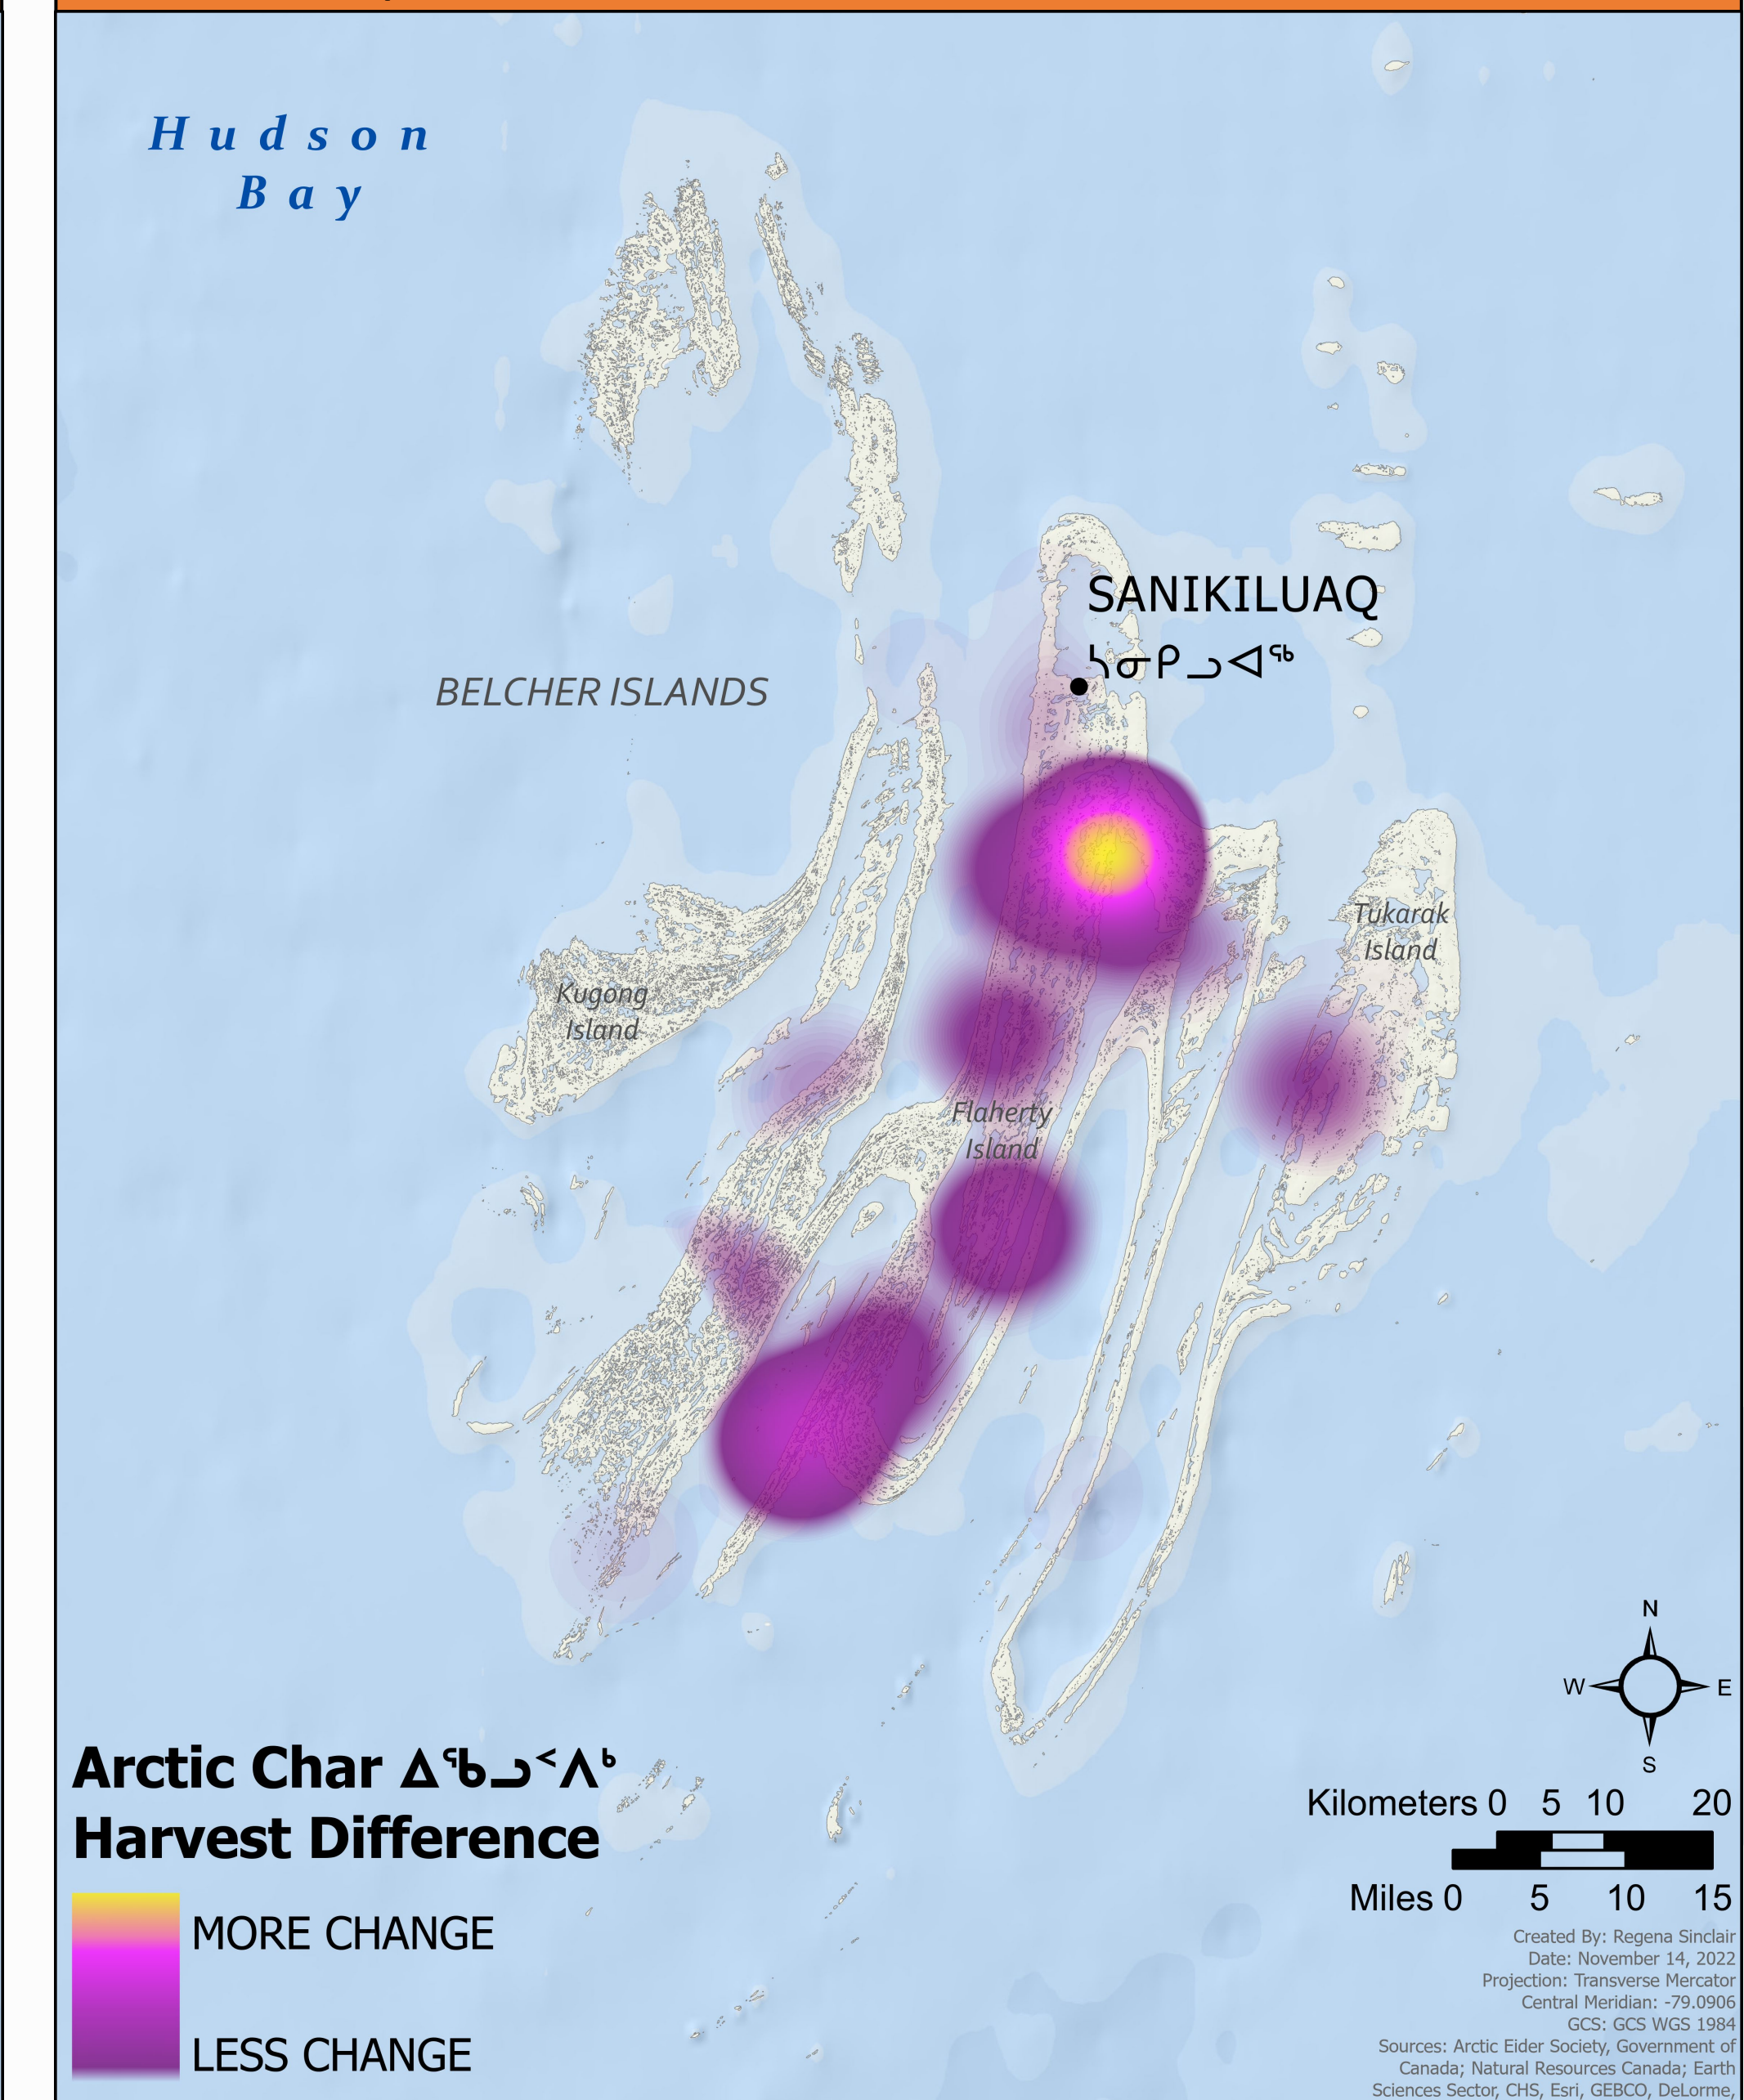 Hudson
Bay
SANIKILUAQ
ᓴᓂᑭᓗᐊᖅ
BELCHER ISLANDS
Tukarak
Island
Kugong
Island
Flaherty
Island
N
W E
S
Arctic Char ᐃᖃᓗᑉᐱᒃ
Harvest Difference
MORE CHANGE
LESS CHANGE
Kilometers 0 5 10 20
Miles 0 5 10 15
Created By: Regena Sinclair
Date: November 14, 2022
Projection: Transverse Mercator
Central Meridian: -79.0906
GCS: GCS WGS 1984
Sources: Arctic Eider Society, Government of
Canada; Natural Resources Canada; Earth
Sciences Sector, CHS, Esri, GEBCO, DeLorme,